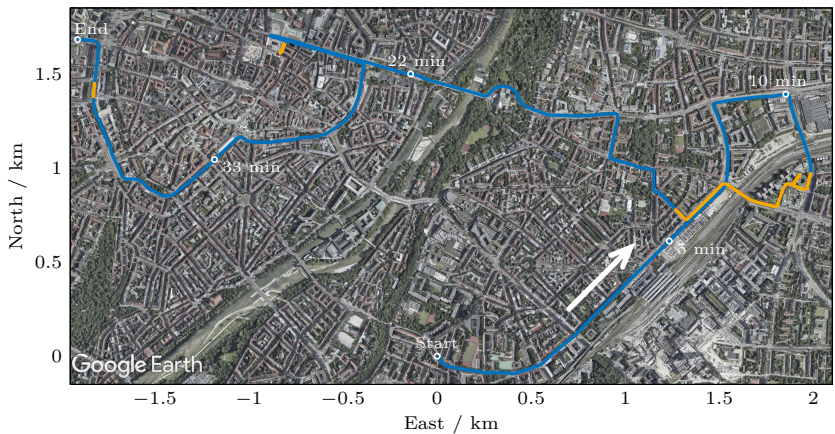 End
22 min
10 min
33 min
5 min
Start
Google Earth
North / km
1.5
1
0.5
0
−1.5
−1
−0.5
0
0.5
1
1.5
2
East / km